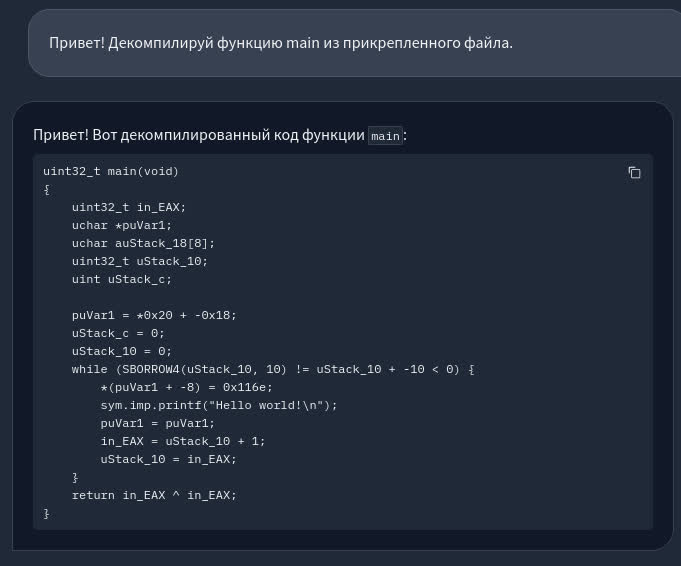 Привет! Декомпилируй функцию main из прикрепленного файла.
Привет! Вот декомпилированный код функции main:
uint32_t main(void)
{
    uint32_t in_EAX;
    uchar *puVar1;
    uchar auStack_18[8];
    uint32_t uStack_10;
    uint uStack_c;

    puVar1 = *0x20 + -0x18;
    uStack_c = 0;
    uStack_10 = 0;
    while (SBORROW4(uStack_10, 10) != uStack_10 + -10 < 0) {
        *(puVar1 + -8) = 0x116e;
        sym.imp.printf("Hello world!\n");
        puVar1 = puVar1;
        in_EAX = uStack_10 + 1;
        uStack_10 = in_EAX;
    }
    return in_EAX ^ in_EAX;
}